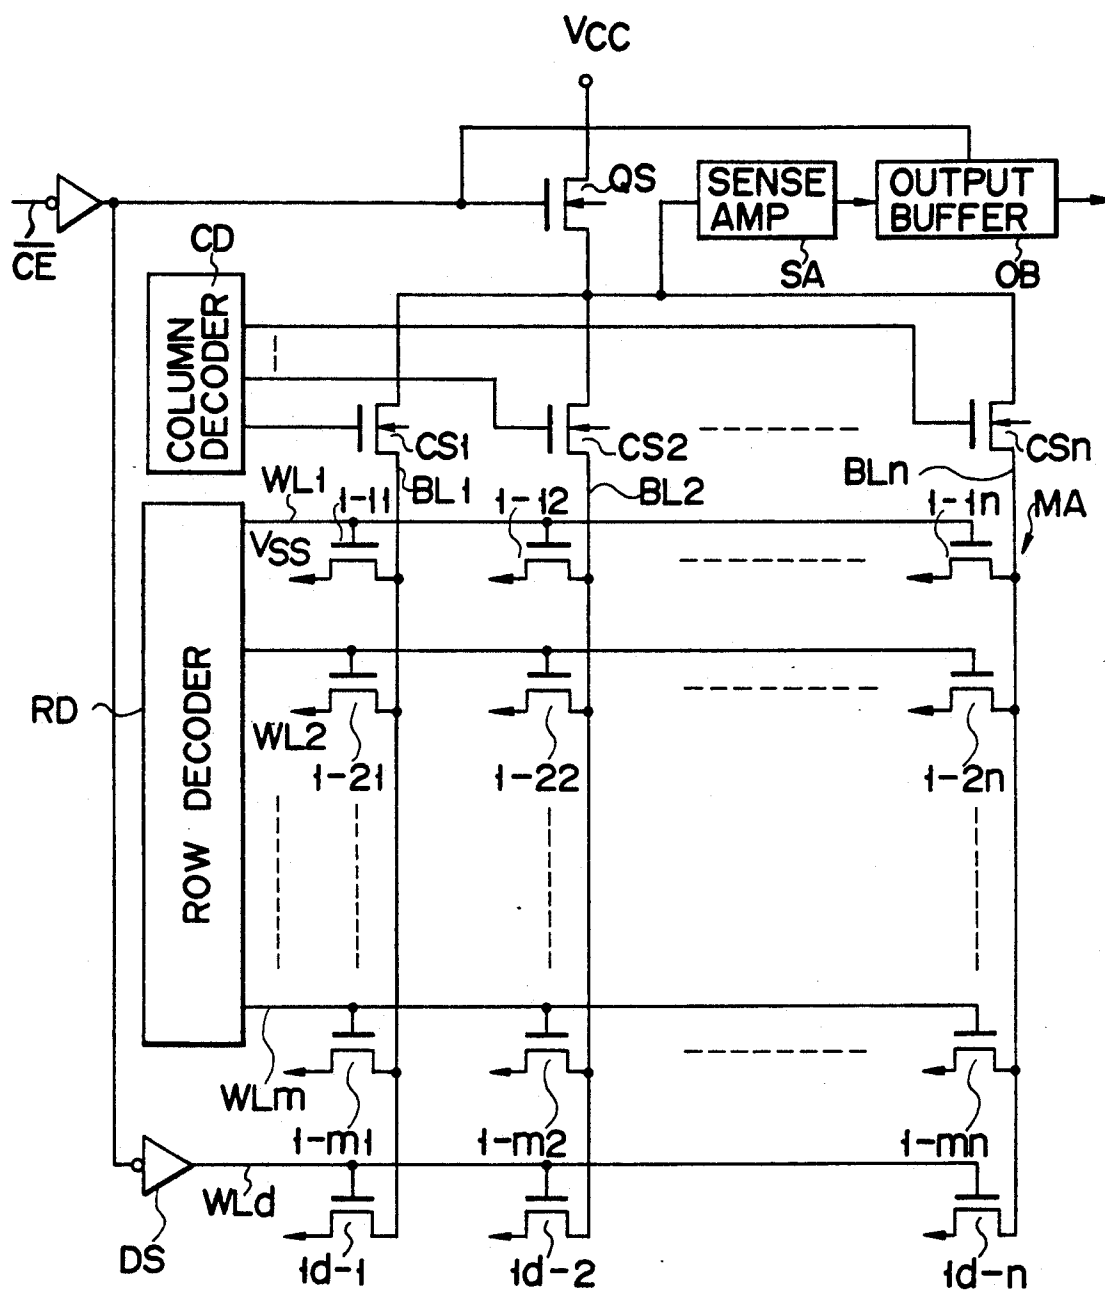 VCC
QS
SENSE
AMP
OUTPUT
BUFFER
CE
CD
SA
OB
COLUMN
DECODER
CS1
CS2
CSn
WL1
1-11
BL1
1-12
BL2
BLn
1-1n
MA
VSS
ROW DECODER
RD
WL2
1-21
1-22
1-2n
WLm
1-m1
1-m2
1-mn
WLd
DS
1d-1
1d-2
1d-n